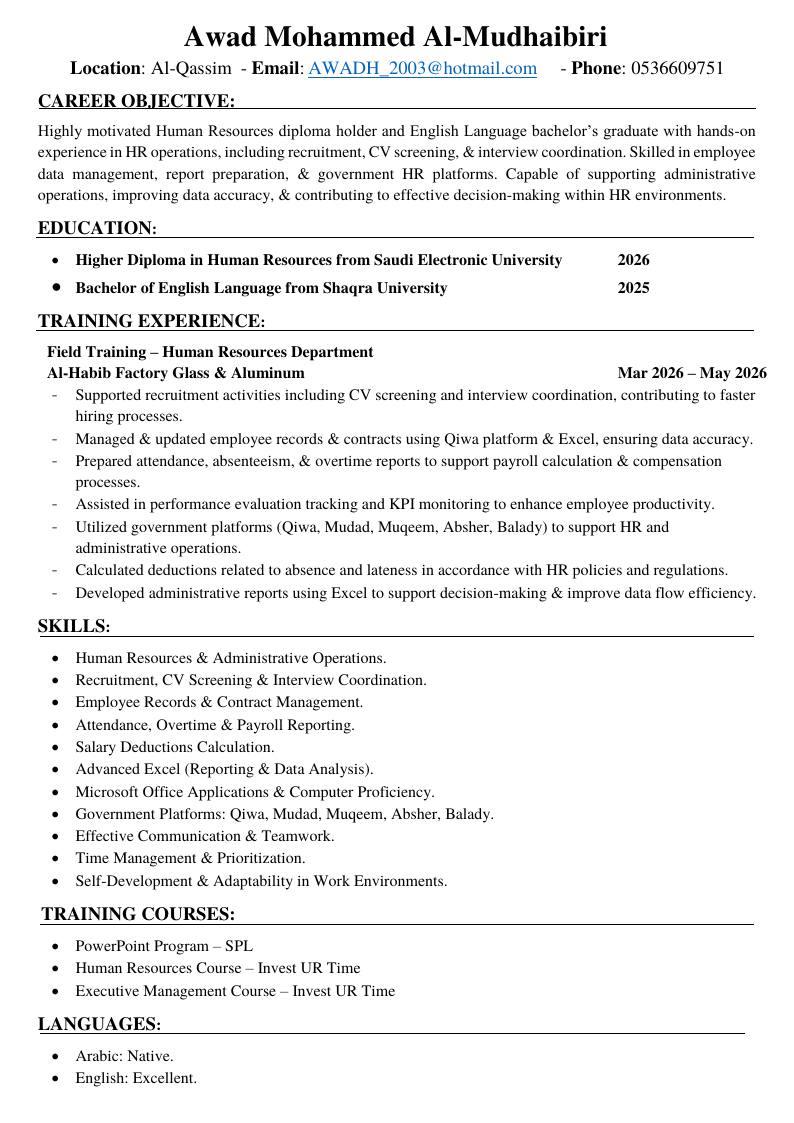 Awad Mohammed Al-Mudhaibiri
Location: Al-Qassim - Email: AWADH_2003@hotmail.com - Phone: 0536609751
CAREER OBJECTIVE:
Highly motivated Human Resources diploma holder and English Language bachelor’s graduate with hands-on
experience in HR operations, including recruitment, CV screening, & interview coordination. Skilled in employee
data management, report preparation, & government HR platforms. Capable of supporting administrative
operations, improving data accuracy, & contributing to effective decision-making within HR environments.
EDUCATION:
• Higher Diploma in Human Resources from Saudi Electronic University 2026
• Bachelor of English Language from Shaqra University 2025
TRAINING EXPERIENCE:
Field Training – Human Resources Department
Al-Habib Factory Glass & Aluminum Mar 2026 – May 2026
- Supported recruitment activities including CV screening and interview coordination, contributing to faster
hiring processes.
- Managed & updated employee records & contracts using Qiwa platform & Excel, ensuring data accuracy.
- Prepared attendance, absenteeism, & overtime reports to support payroll calculation & compensation
processes.
- Assisted in performance evaluation tracking and KPI monitoring to enhance employee productivity.
- Utilized government platforms (Qiwa, Mudad, Muqeem, Absher, Balady) to support HR and
administrative operations.
- Calculated deductions related to absence and lateness in accordance with HR policies and regulations.
- Developed administrative reports using Excel to support decision-making & improve data flow efficiency.
SKILLS:
• Human Resources & Administrative Operations.
• Recruitment, CV Screening & Interview Coordination.
• Employee Records & Contract Management.
• Attendance, Overtime & Payroll Reporting.
• Salary Deductions Calculation.
• Advanced Excel (Reporting & Data Analysis).
• Microsoft Office Applications & Computer Proficiency.
• Government Platforms: Qiwa, Mudad, Muqeem, Absher, Balady.
• Effective Communication & Teamwork.
• Time Management & Prioritization.
• Self-Development & Adaptability in Work Environments.
TRAINING COURSES:
• PowerPoint Program – SPL
• Human Resources Course – Invest UR Time
• Executive Management Course – Invest UR Time
LANGUAGES:
• Arabic: Native.
• English: Excellent.